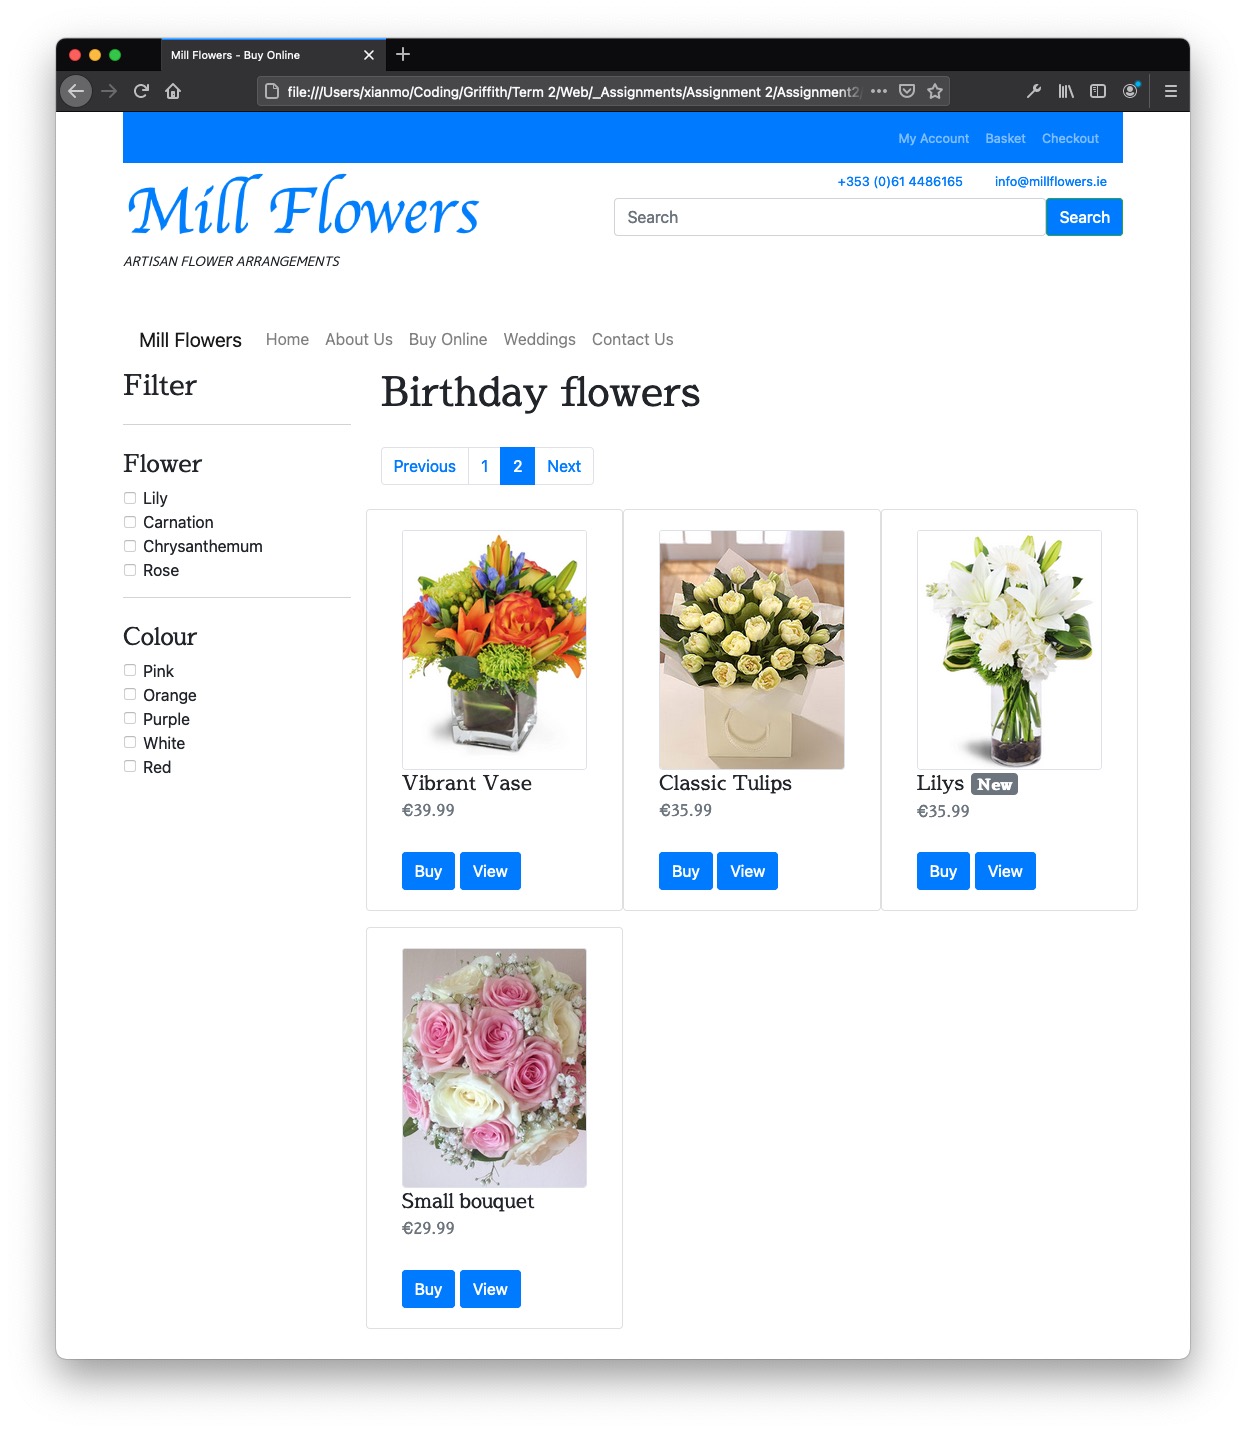 Mill Flowers - Buy Online
file:///Users/xianmo/Coding/Griffith/Term 2/Web/_Assignments/Assignment 2/Assignment2/
My Account Basket Checkout
Mill Flowers
+353 (0)61 4486165 info@millflowers.ie
Search Search
ARTISAN FLOWER ARRANGEMENTS
Mill Flowers Home About Us Buy Online Weddings Contact Us
Filter
Flower
Lily
Carnation
Chrysanthemum
Rose
Colour
Pink
Orange
Purple
White
Red
Birthday flowers
Previous 1 2 Next
Vibrant Vase
€39.99
Buy View
Classic Tulips
€35.99
Buy View
Lilys New
€35.99
Buy View
Small bouquet
€29.99
Buy View